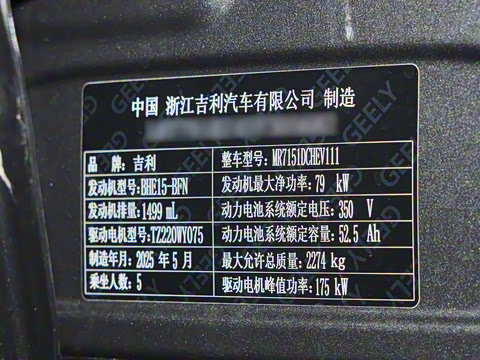 中国 浙江吉利汽车有限公司 制造
品 牌:吉利
整车型号:MR7151DCHEV111
发动机型号:BHE15-BFN
发动机最大净功率:79 kW
发动机排量:1499 mL
动力电池系统额定电压:350 V
驱动电机型号:TZ220WY075
动力电池系统额定容量:52.5 Ah
制造年月:2025 年 5 月
最大允许总质量:2274 kg
乘坐人数:5
驱动电机峰值功率:175 kW
GEELY
GEELY
GEELY
GEELY